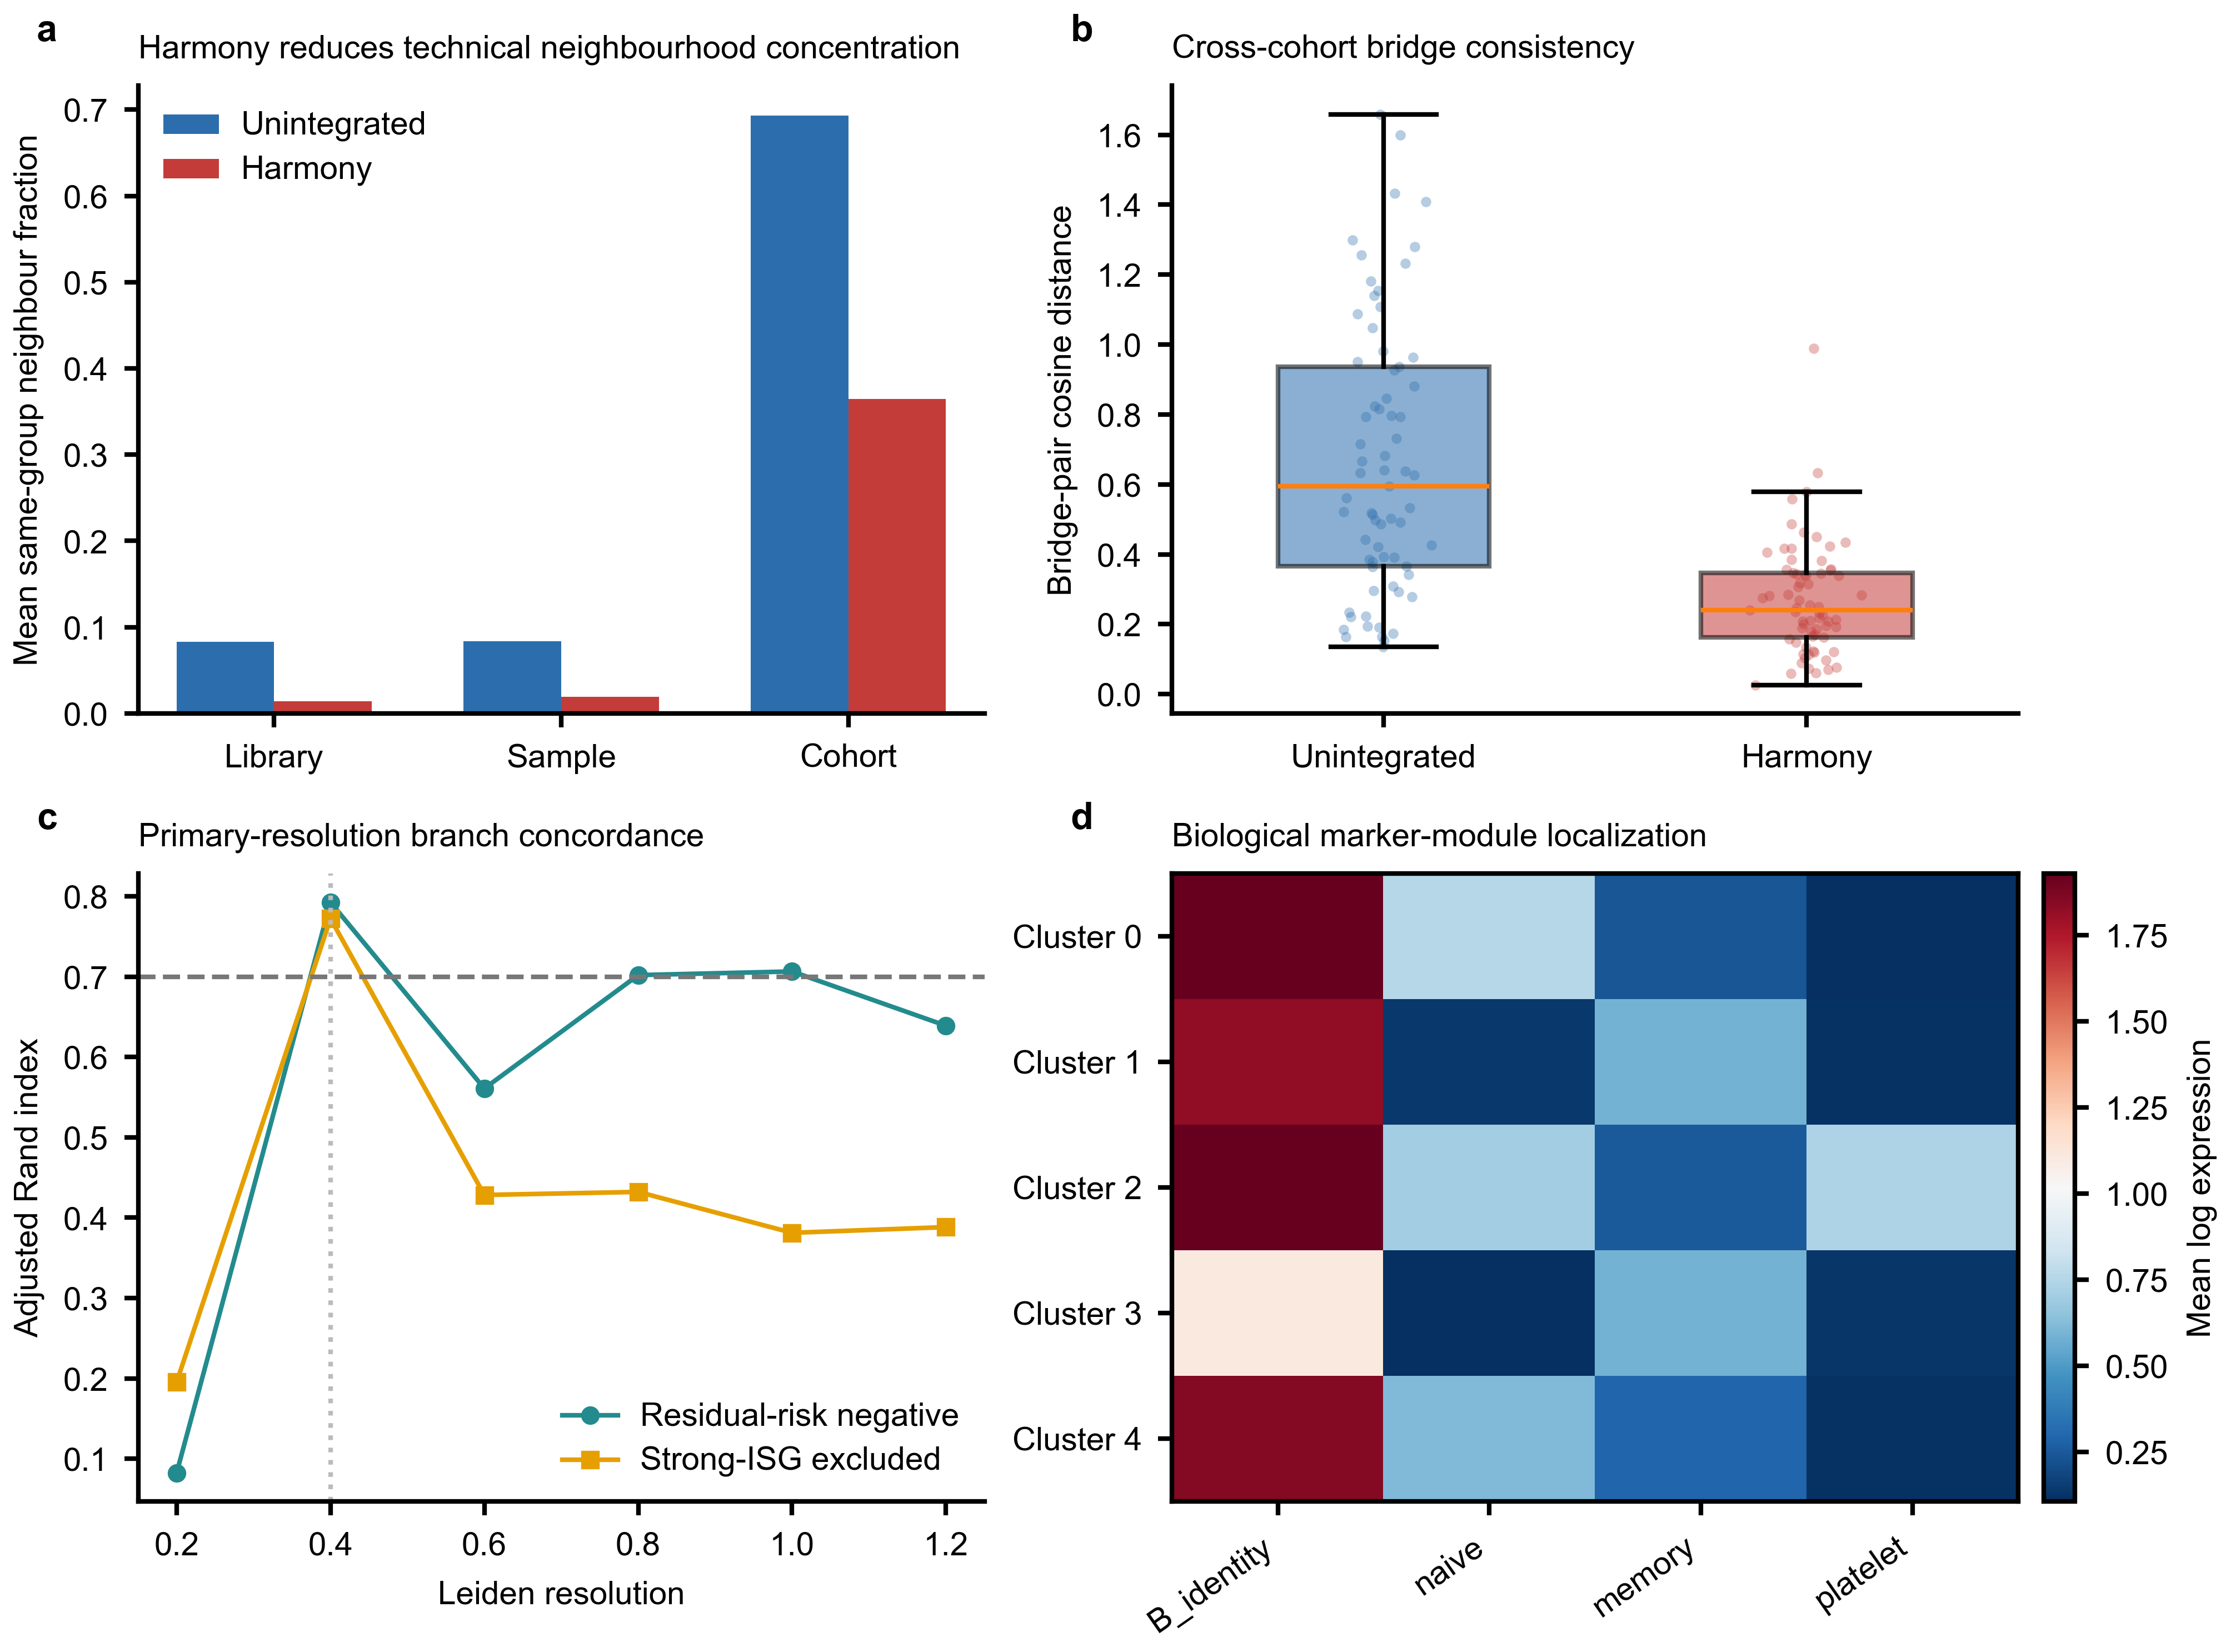 a
Harmony reduces technical neighbourhood concentration
Mean same-group neighbour fraction
0.7
0.6
0.5
0.4
0.3
0.2
0.1
0.0
Unintegrated
Harmony
Library
Sample
Cohort
b
Cross-cohort bridge consistency
Bridge-pair cosine distance
1.6
1.4
1.2
1.0
0.8
0.6
0.4
0.2
0.0
Unintegrated
Harmony
c
Primary-resolution branch concordance
Adjusted Rand index
0.8
0.7
0.6
0.5
0.4
0.3
0.2
0.1
Residual-risk negative
Strong-ISG excluded
0.2
0.4
0.6
0.8
1.0
1.2
Leiden resolution
d
Biological marker-module localization
Cluster 0
Cluster 1
Cluster 2
Cluster 3
Cluster 4
B_identity
naive
memory
platelet
1.75
1.50
1.25
1.00
0.75
0.50
0.25
Mean log expression